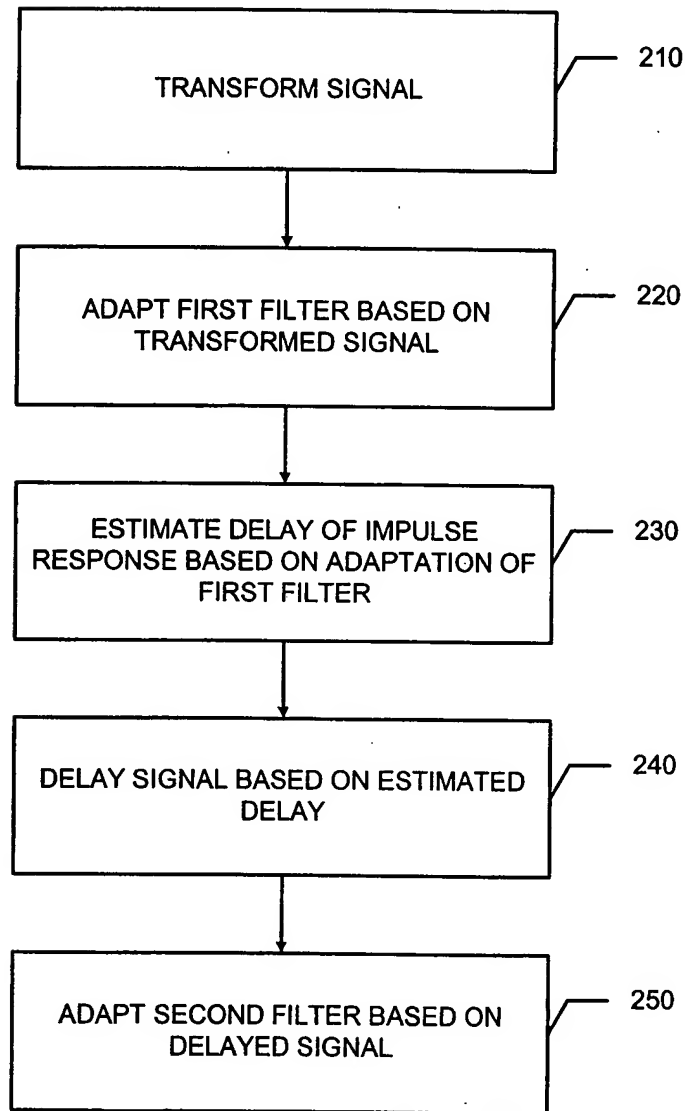 TRANSFORM SIGNAL
210
ADAPT FIRST FILTER BASED ON
TRANSFORMED SIGNAL
220
ESTIMATE DELAY OF IMPULSE
RESPONSE BASED ON ADAPTATION OF
FIRST FILTER
230
DELAY SIGNAL BASED ON ESTIMATED
DELAY
240
ADAPT SECOND FILTER BASED ON
DELAYED SIGNAL
250